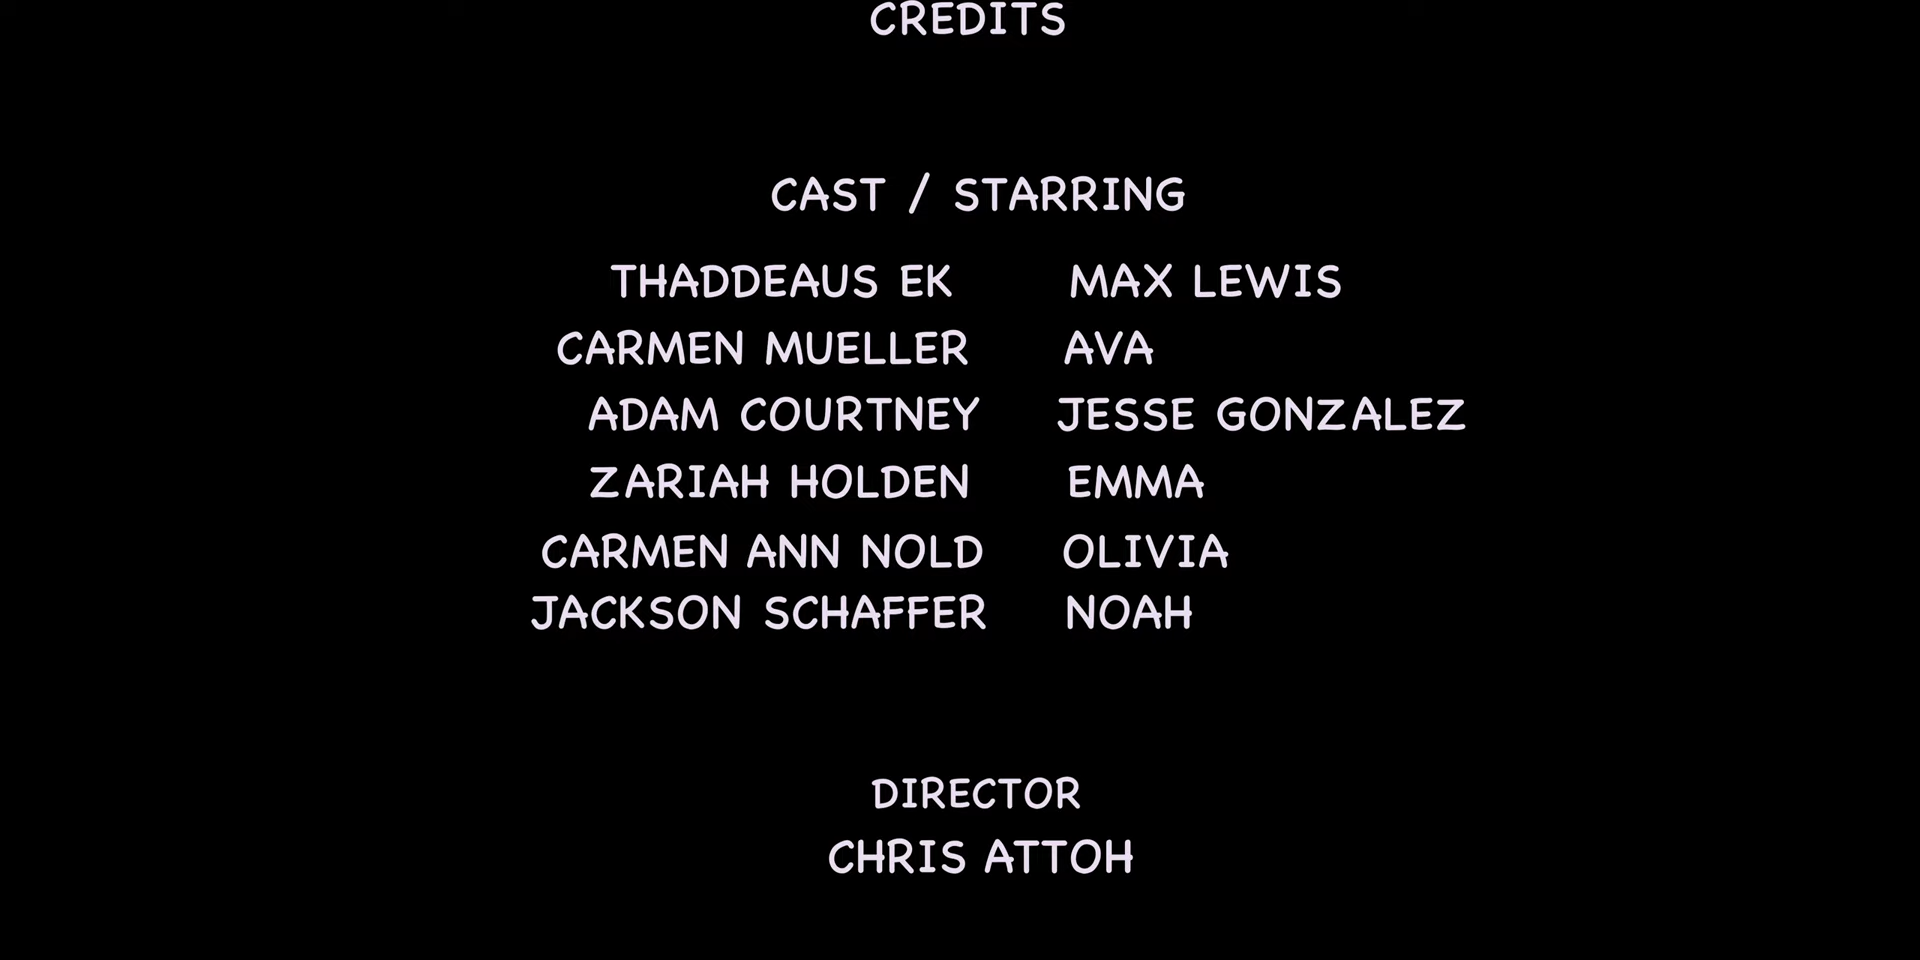 CREDITS
CAST / STARRING
THADDEAUS EK MAX LEWIS
CARMEN MUELLER AVA
ADAM COURTNEY JESSE GONZALEZ
ZARIAH HOLDEN EMMA
CARMEN ANN NOLD OLIVIA
JACKSON SCHAFFER NOAH
DIRECTOR
CHRIS ATTOH